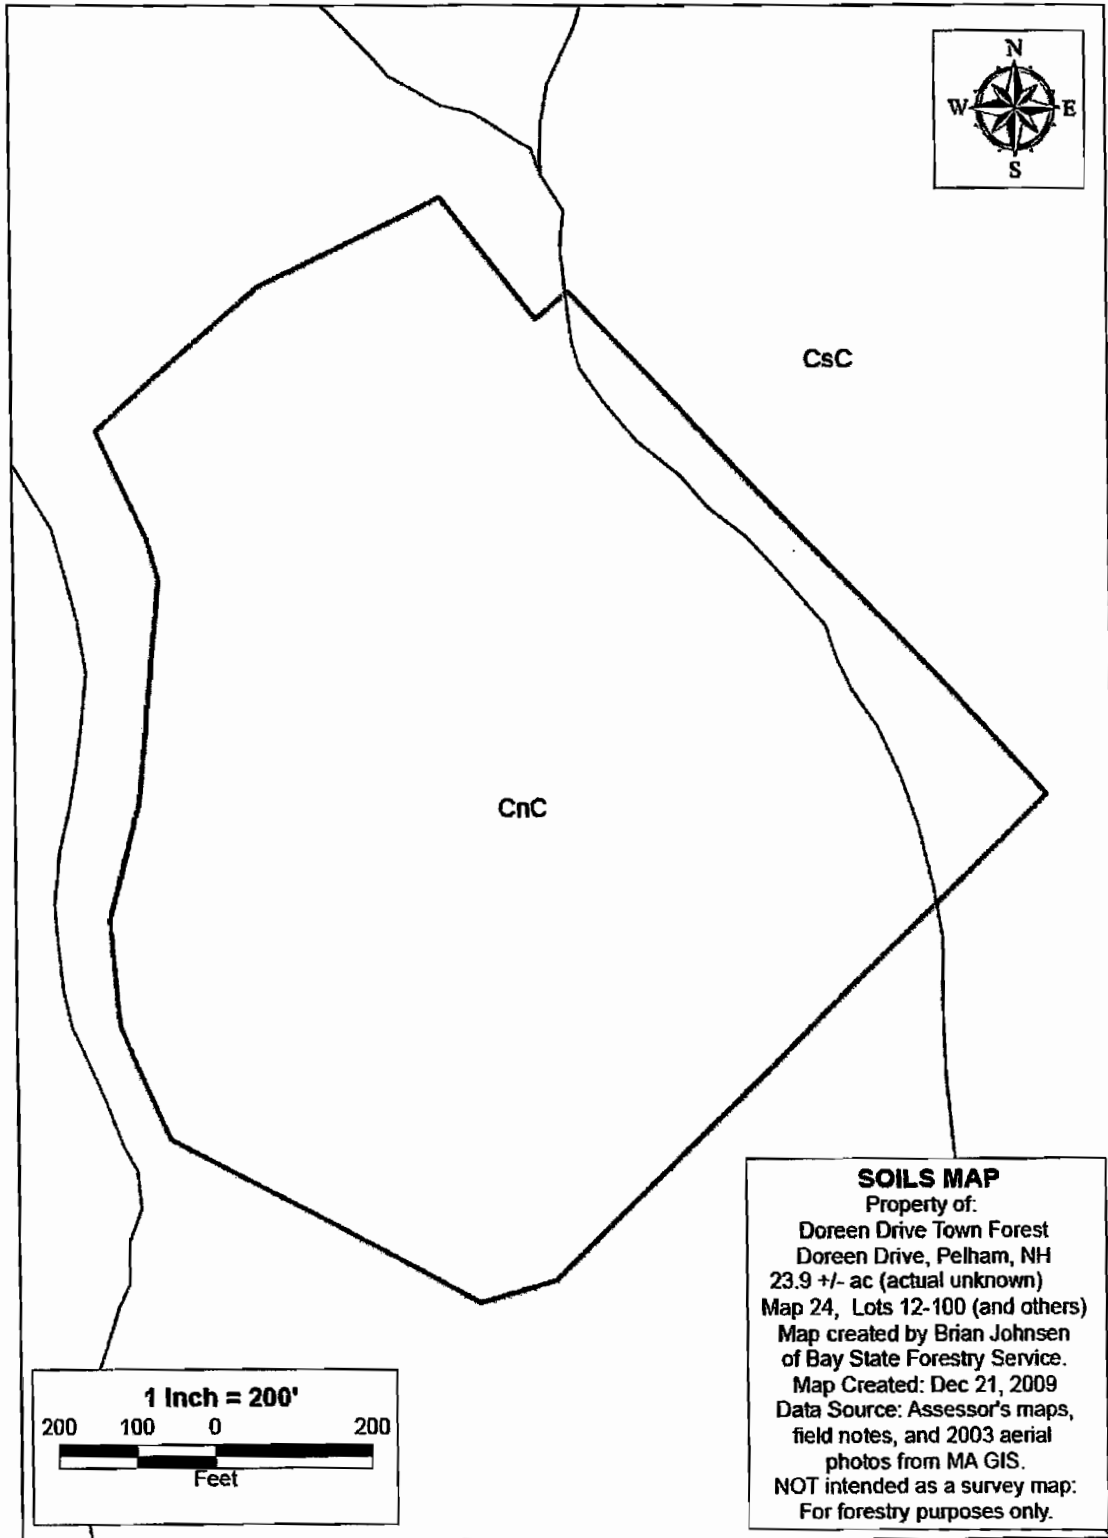 N
W E
S
CsC
CnC
SOILS MAP
Property of:
Doreen Drive Town Forest
Doreen Drive, Pelham, NH
23.9 +/- ac (actual unknown)
Map 24, Lots 12-100 (and others)
Map created by Brian Johnsen
of Bay State Forestry Service.
Map Created: Dec 21, 2009
Data Source: Assessor's maps,
field notes, and 2003 aerial
photos from MA GIS.
NOT intended as a survey map:
For forestry purposes only.
1 Inch = 200'
200 100 0 200
Feet